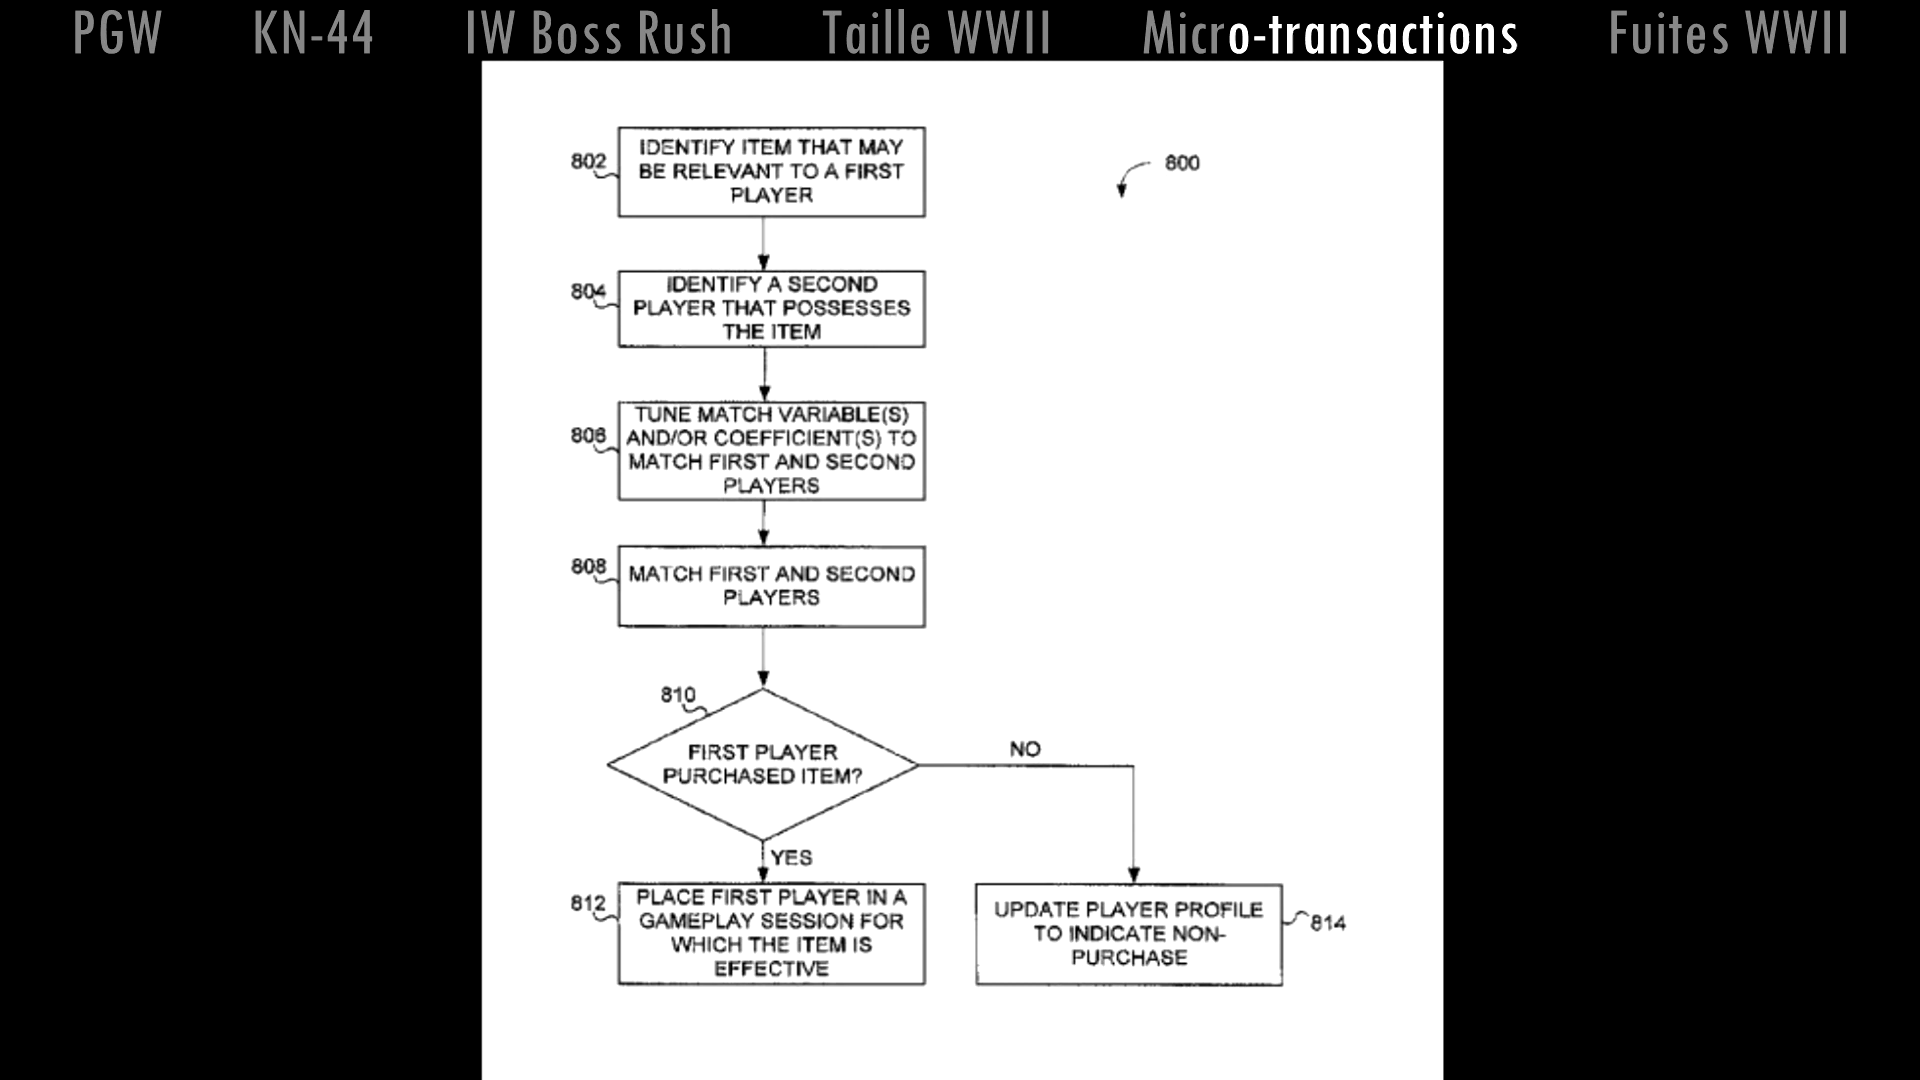 PGW KN-44 IW Boss Rush Taille WWII Micro-transactions Fuites WWII
800
802
IDENTIFY ITEM THAT MAY
BE RELEVANT TO A FIRST
PLAYER
804
IDENTIFY A SECOND
PLAYER THAT POSSESSES
THE ITEM
806
TUNE MATCH VARIABLE(S)
AND/OR COEFFICIENT(S) TO
MATCH FIRST AND SECOND
PLAYERS
808
MATCH FIRST AND SECOND
PLAYERS
810
FIRST PLAYER
PURCHASED ITEM?
NO
YES
812
PLACE FIRST PLAYER IN A
GAMEPLAY SESSION FOR
WHICH THE ITEM IS
EFFECTIVE
UPDATE PLAYER PROFILE
TO INDICATE NON-
PURCHASE
814